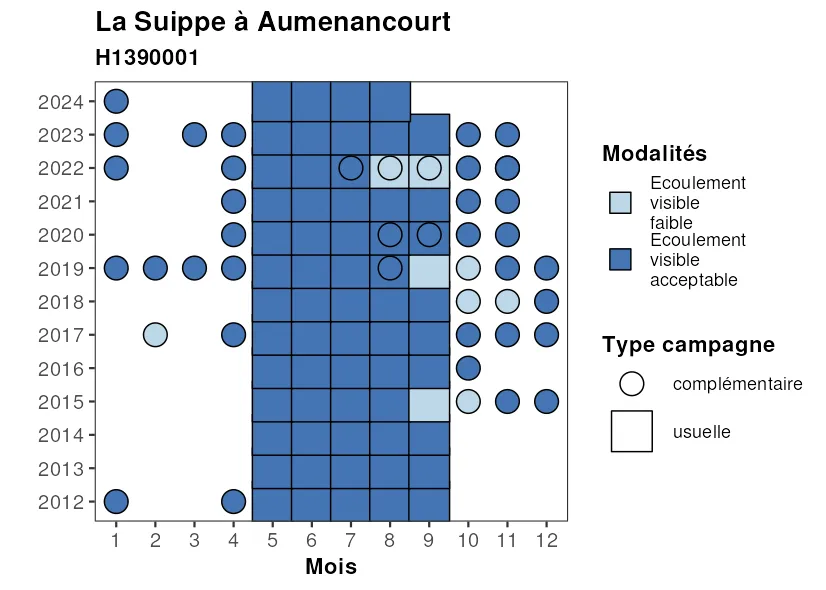 La Suippe à Aumenancourt
H1390001
2024
2023
2022
2021
2020
2019
2018
2017
2016
2015
2014
2013
2012
1 2 3 4 5 6 7 8 9 10 11 12
Mois
Modalités
Ecoulement
visible
faible
Ecoulement
visible
acceptable
Type campagne
complémentaire
usuelle